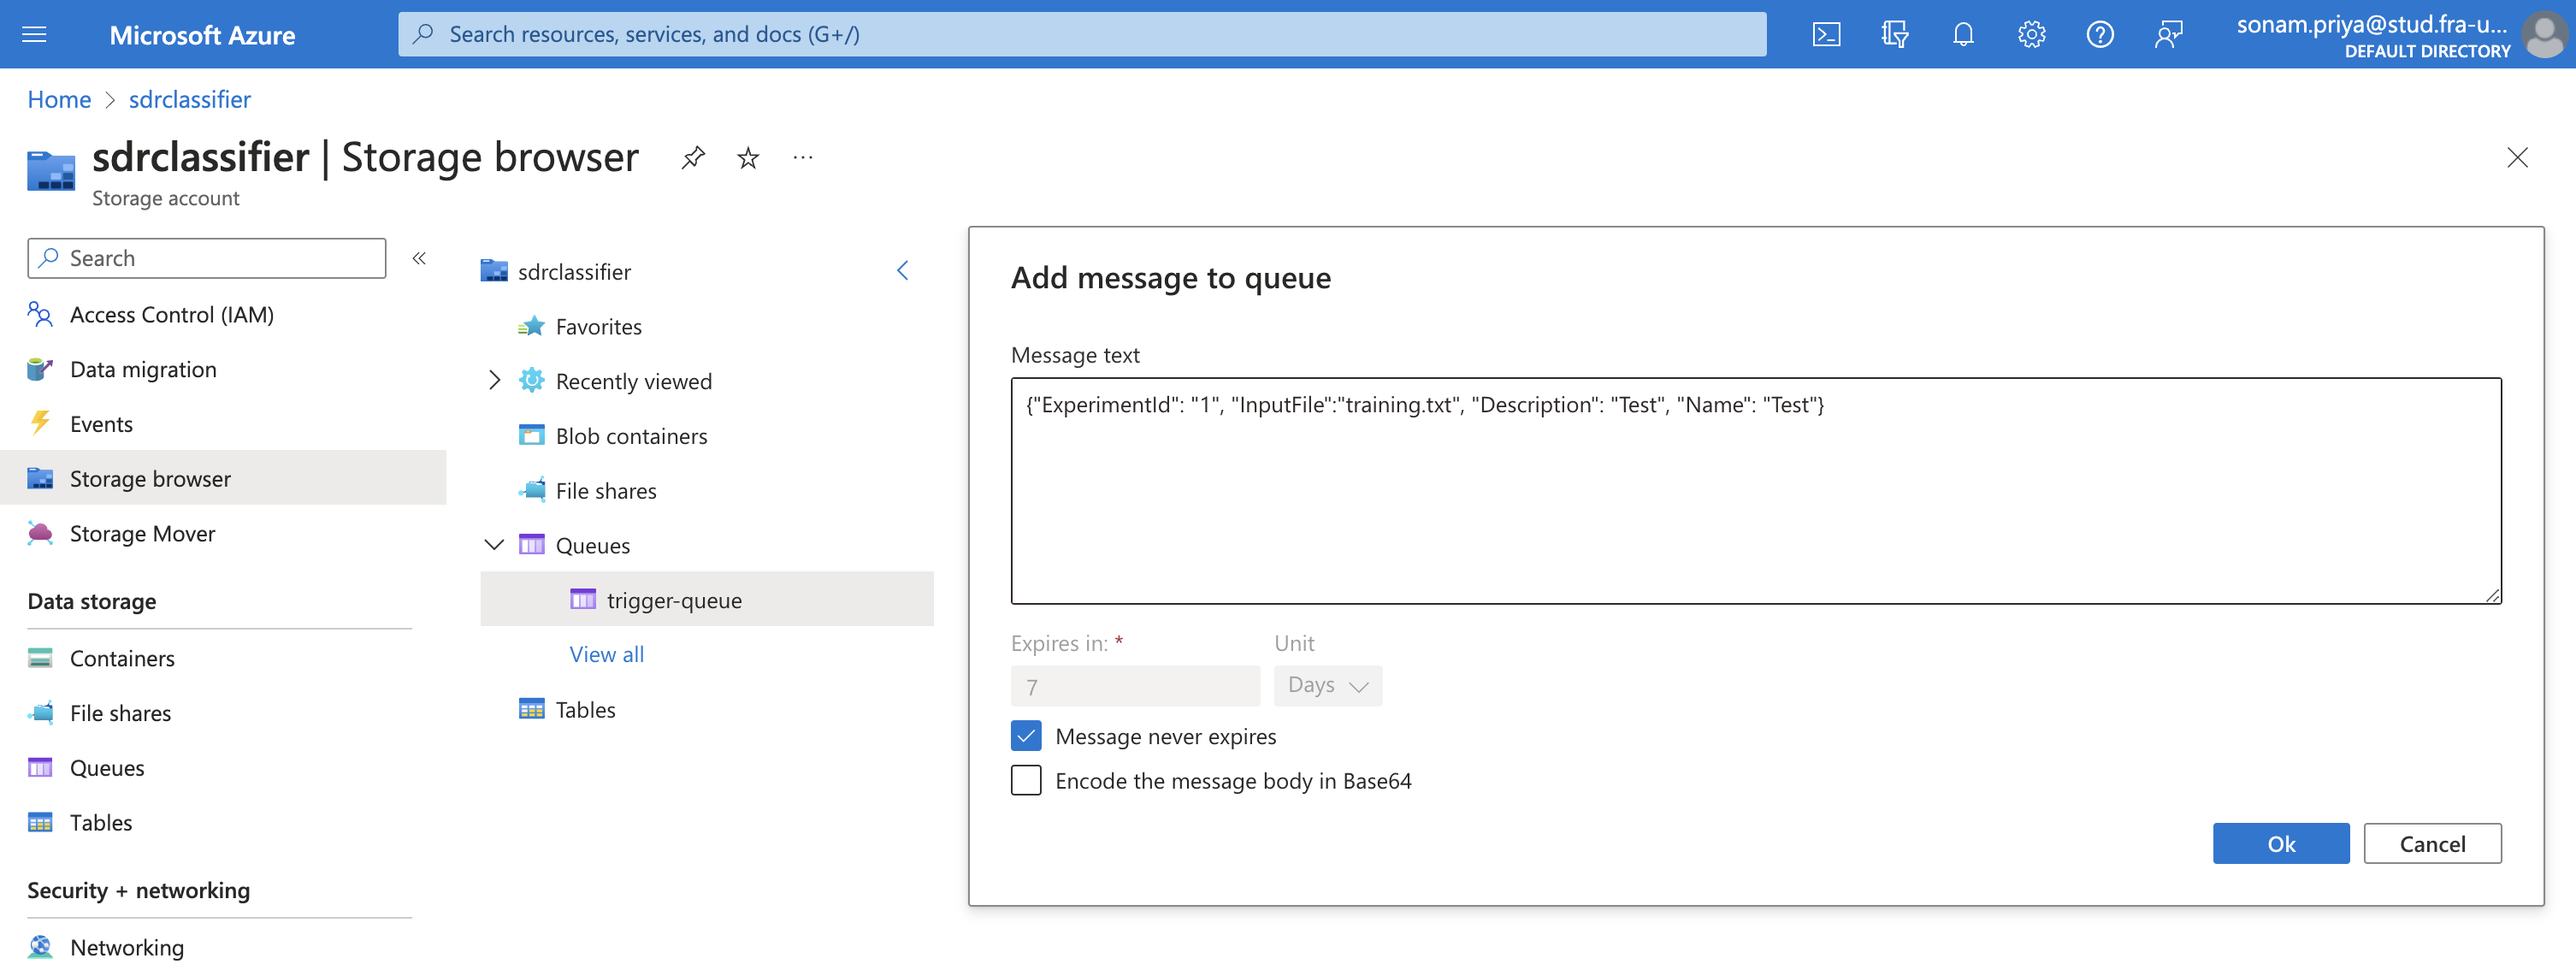 Microsoft Azure
Search resources, services, and docs (G+/)
sonam.priya@stud.fra-u...
DEFAULT DIRECTORY
Home > sdrclassifier
sdrclassifier | Storage browser
Storage account
Search
Access Control (IAM)
Data migration
Events
Storage browser
Storage Mover
Data storage
Containers
File shares
Queues
Tables
Security + networking
Networking
sdrclassifier
Favorites
Recently viewed
Blob containers
File shares
Queues
trigger-queue
View all
Tables
Add message to queue
Message text
{"ExperimentId": "1", "InputFile":"training.txt", "Description": "Test", "Name": "Test"}
Expires in: * Unit
7 Days
Message never expires
Encode the message body in Base64
Ok Cancel